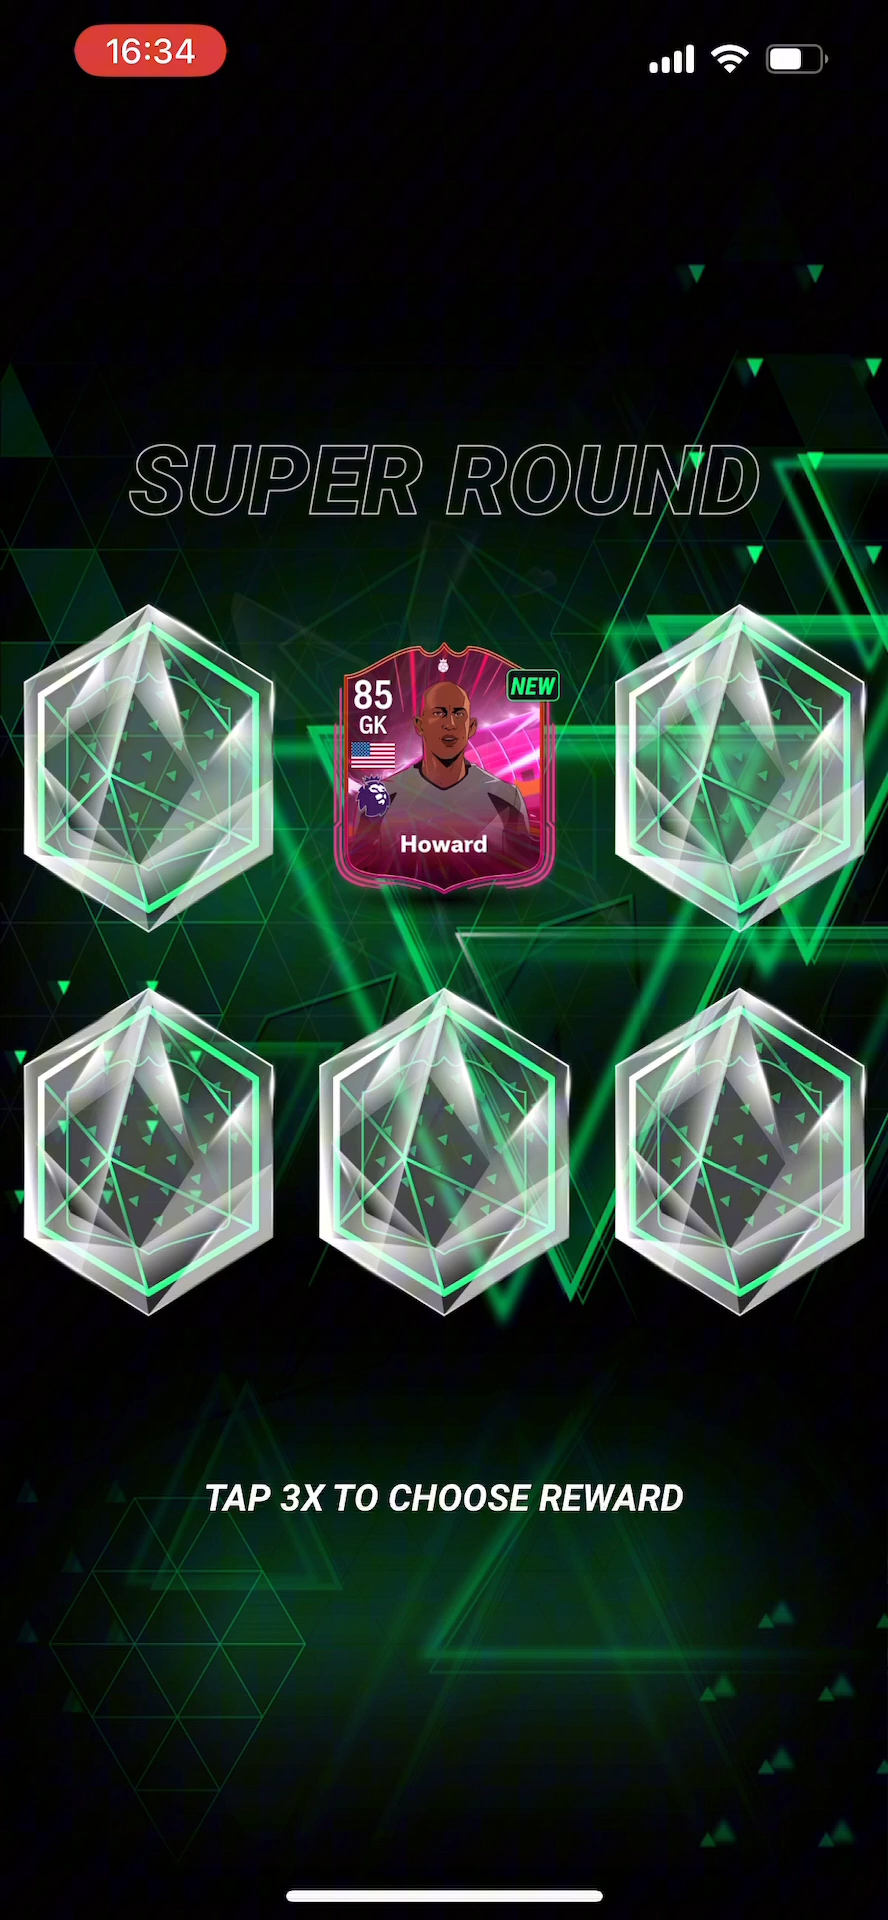 16:34
SUPER ROUND
85
NEW
GK
Howard
TAP 3X TO CHOOSE REWARD